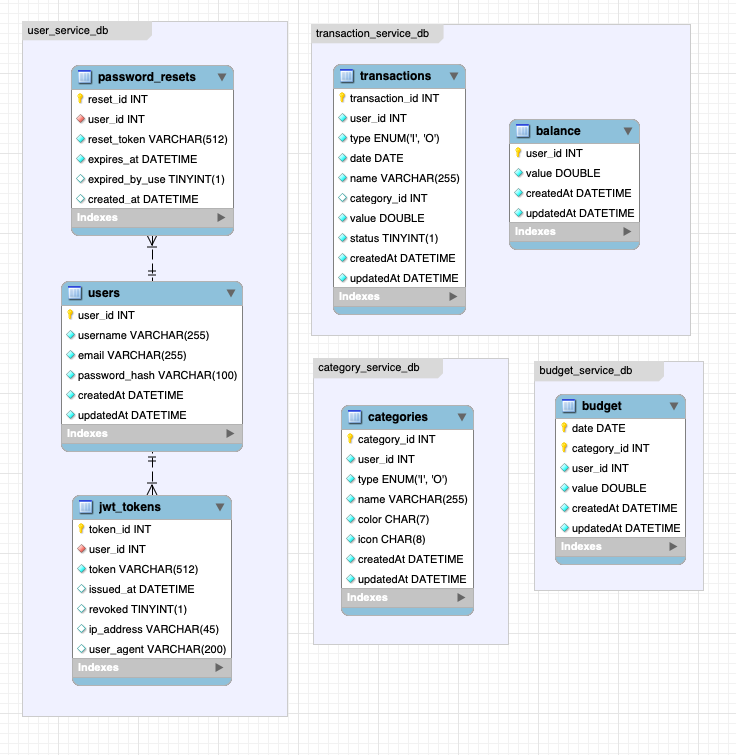 user_service_db
password_resets
reset_id INT
user_id INT
reset_token VARCHAR(512)
expires_at DATETIME
expired_by_use TINYINT(1)
created_at DATETIME
Indexes
users
user_id INT
username VARCHAR(255)
email VARCHAR(255)
password_hash VARCHAR(100)
createdAt DATETIME
updatedAt DATETIME
Indexes
jwt_tokens
token_id INT
user_id INT
token VARCHAR(512)
issued_at DATETIME
revoked TINYINT(1)
ip_address VARCHAR(45)
user_agent VARCHAR(200)
Indexes
transaction_service_db
transactions
transaction_id INT
user_id INT
type ENUM('I', 'O')
date DATE
name VARCHAR(255)
category_id INT
value DOUBLE
status TINYINT(1)
createdAt DATETIME
updatedAt DATETIME
Indexes
balance
user_id INT
value DOUBLE
createdAt DATETIME
updatedAt DATETIME
Indexes
category_service_db
categories
category_id INT
user_id INT
type ENUM('I', 'O')
name VARCHAR(255)
color CHAR(7)
icon CHAR(8)
createdAt DATETIME
updatedAt DATETIME
Indexes
budget_service_db
budget
date DATE
category_id INT
user_id INT
value DOUBLE
createdAt DATETIME
updatedAt DATETIME
Indexes